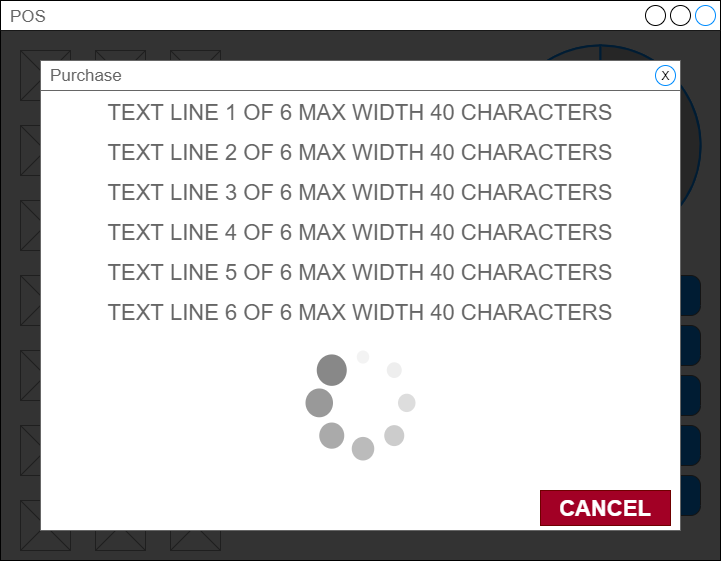 POS
Purchase
X
TEXT LINE 1 OF 6 MAX WIDTH 40 CHARACTERS
TEXT LINE 2 OF 6 MAX WIDTH 40 CHARACTERS
TEXT LINE 3 OF 6 MAX WIDTH 40 CHARACTERS
TEXT LINE 4 OF 6 MAX WIDTH 40 CHARACTERS
TEXT LINE 5 OF 6 MAX WIDTH 40 CHARACTERS
TEXT LINE 6 OF 6 MAX WIDTH 40 CHARACTERS
CANCEL